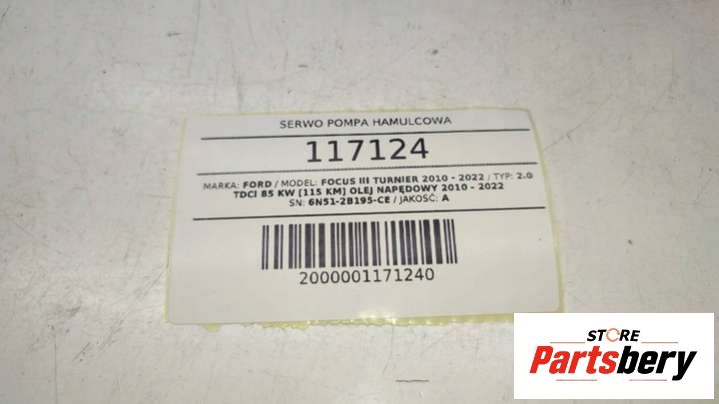 SERWO POMPA HAMULCOWA
117124
MARKA: FORD / MODEL: FOCUS III TURNIER 2010 - 2022 / TYP: 2.0
TDCI 85 KW [115 KM] OLEJ NAPĘDOWY 2010 - 2022
SN: 6N51-2B195-CE / JAKOŚĆ: A
2000001171240
STORE
Partsbery